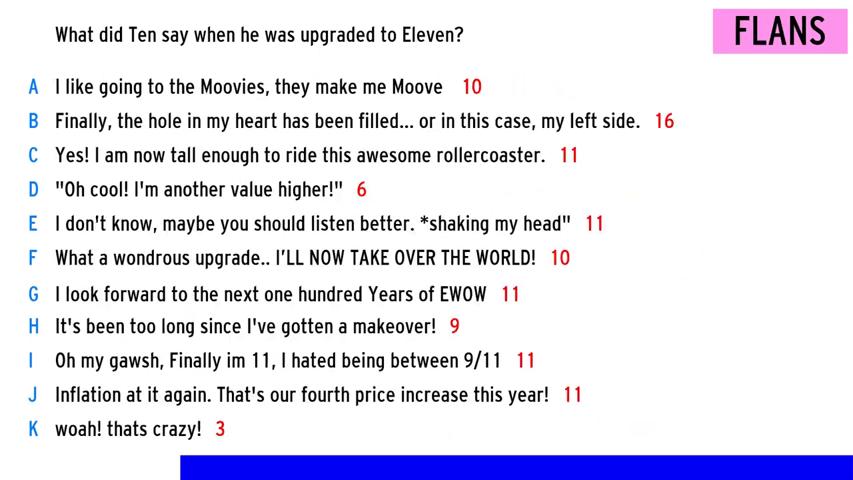 What did Ten say when he was upgraded to Eleven?
FLANS
A I like going to the Moovies, they make me Moove 10
B Finally, the hole in my heart has been filled... or in this case, my left side. 16
C Yes! I am now tall enough to ride this awesome rollercoaster. 11
D "Oh cool! I'm another value higher!" 6
E I don't know, maybe you should listen better. *shaking my head" 11
F What a wondrous upgrade.. I'LL NOW TAKE OVER THE WORLD! 10
G I look forward to the next one hundred Years of EWOW 11
H It's been too long since I've gotten a makeover! 9
I Oh my gawsh, Finally im 11, I hated being between 9/11 11
J Inflation at it again. That's our fourth price increase this year! 11
K woah! thats crazy! 3